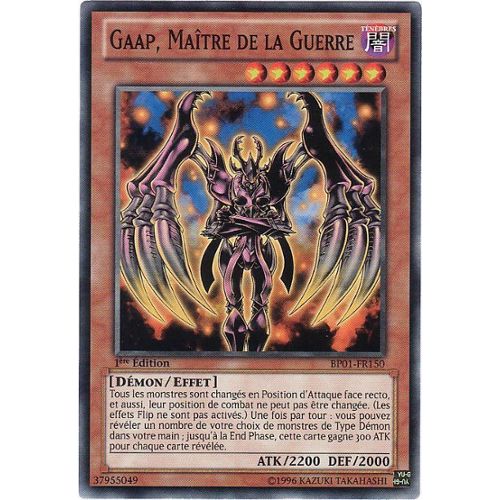 Gaap, Maître de la Guerre
TÉNÈBRES
闇
1ère Édition
BP01-FR150
[Démon/Effet]
Tous les monstres sont changés en Position d'Attaque face recto,
et aussi, leur position de combat ne peut pas être changée. (Les
effets Flip ne sont pas activés.) Une fois par tour : vous pouvez
révéler un nombre de votre choix de monstres de Type Démon
dans votre main ; jusqu'à la End Phase, cette carte gagne 300 ATK
pour chaque carte révélée.
ATK/2200 DEF/2000
37955049
©1996 KAZUKI TAKAHASHI